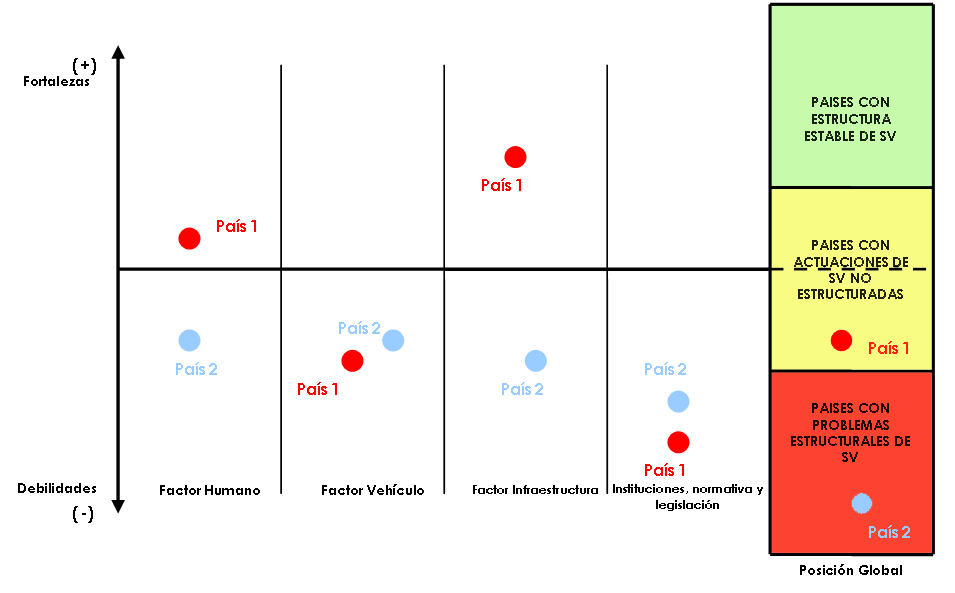 (+)
Fortalezas
PAISES CON
ESTRUCTURA
ESTABLE DE SV
País 1
País 1
PAISES CON
ACTUACIONES DE
SV NO
ESTRUCTURADAS
País 2
País 2
País 1
País 2
País 2
País 1
País 1
PAISES CON
PROBLEMAS
ESTRUCTURALES DE
SV
País 2
Debilidades
(-)
Factor Humano
Factor Vehículo
Factor Infraestructura
Instituciones, normativa y
legislación
Posición Global